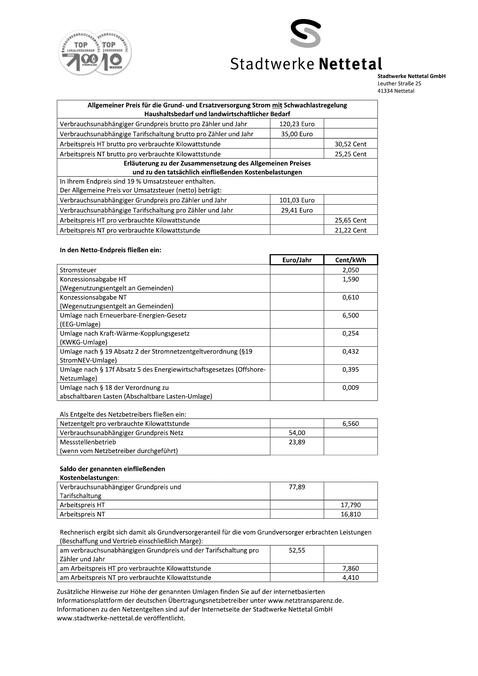 TOP TOP
LOKALVERSORGER
100 10
WASSER
Stadtwerke Nettetal
Stadtwerke Nettetal GmbH
Leuther Straße 25
41334 Nettetal
Allgemeiner Preis für die Grund- und Ersatzversorgung Strom mit Schwachlastregelung
Haushaltsbedarf und landwirtschaftlicher Bedarf
Verbrauchsunabhängiger Grundpreis brutto pro Zähler und Jahr 120,23 Euro
Verbrauchsunabhängige Tarifschaltung brutto pro Zähler und Jahr 35,00 Euro
Arbeitspreis HT brutto pro verbrauchte Kilowattstunde 30,52 Cent
Arbeitspreis NT brutto pro verbrauchte Kilowattstunde 25,25 Cent
Erläuterung zu der Zusammensetzung des Allgemeinen Preises
und zu den tatsächlich einfließenden Kostenbelastungen
In Ihrem Endpreis sind 19 % Umsatzsteuer enthalten.
Der Allgemeine Preis vor Umsatzsteuer (netto) beträgt:
Verbrauchsunabhängiger Grundpreis pro Zähler und Jahr 101,03 Euro
Verbrauchsunabhängige Tarifschaltung pro Zähler und Jahr 29,41 Euro
Arbeitspreis HT pro verbrauchte Kilowattstunde 25,65 Cent
Arbeitspreis NT pro verbrauchte Kilowattstunde 21,22 Cent
In den Netto-Endpreis fließen ein:
Euro/Jahr Cent/kWh
Stromsteuer 2,050
Konzessionsabgabe HT 1,590
(Wegenutzungsentgelt an Gemeinden)
Konzessionsabgabe NT 0,610
(Wegenutzungsentgelt an Gemeinden)
Umlage nach Erneuerbare-Energien-Gesetz 6,500
(EEG-Umlage)
Umlage nach Kraft-Wärme-Kopplungsgesetz 0,254
(KWKG-Umlage)
Umlage nach § 19 Absatz 2 der Stromnetzentgeltverordnung (§19 0,432
StromNEV-Umlage)
Umlage nach § 17f Absatz 5 des Energiewirtschaftsgesetzes (Offshore- 0,395
Netzumlage)
Umlage nach § 18 der Verordnung zu 0,009
abschaltbaren Lasten (Abschaltbare Lasten-Umlage)
Als Entgelte des Netzbetreibers fließen ein:
Netzentgelt pro verbrauchte Kilowattstunde 6,560
Verbrauchsunabhängiger Grundpreis Netz 54,00
Messstellenbetrieb 23,89
(wenn vom Netzbetreiber durchgeführt)
Saldo der genannten einfließenden
Kostenbelastungen:
Verbrauchsunabhängiger Grundpreis und 77,89
Tarifschaltung
Arbeitspreis HT 17,790
Arbeitspreis NT 16,810
Rechnerisch ergibt sich damit als Grundversorgeranteil für die vom Grundversorger erbrachten Leistungen
(Beschaffung und Vertrieb einschließlich Marge):
am verbrauchsunabhängigen Grundpreis und der Tarifschaltung pro 52,55
Zähler und Jahr
am Arbeitspreis HT pro verbrauchte Kilowattstunde 7,860
am Arbeitspreis NT pro verbrauchte Kilowattstunde 4,410
Zusätzliche Hinweise zur Höhe der genannten Umlagen finden Sie auf der internetbasierten
Informationsplattform der deutschen Übertragungsnetzbetreiber unter www.netztransparenz.de.
Informationen zu den Netzentgelten sind auf der Internetseite der Stadtwerke Nettetal GmbH
www.stadtwerke-nettetal.de veröffentlicht.